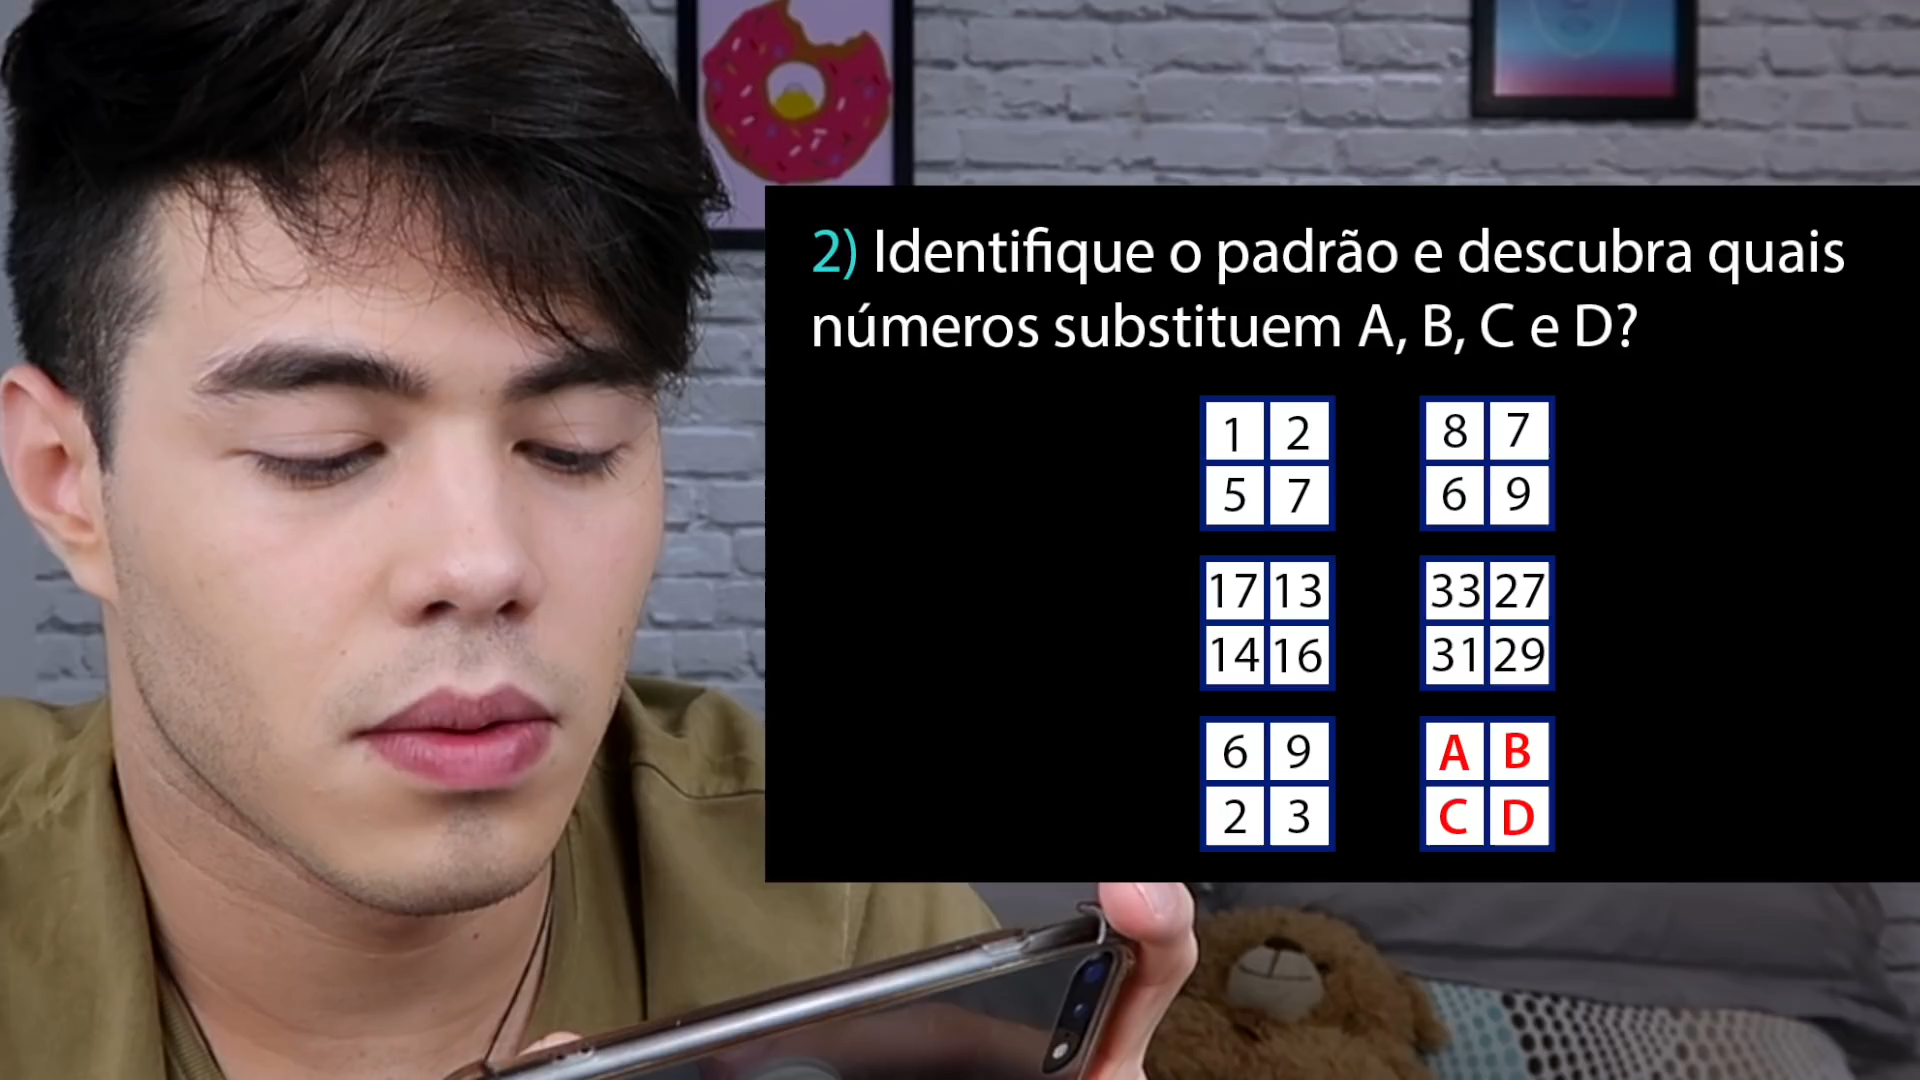 2) Identifique o padrão e descubra quais
números substituem A, B, C e D?
1 2
5 7
8 7
6 9
17 13
14 16
33 27
31 29
6 9
2 3
A B
C D